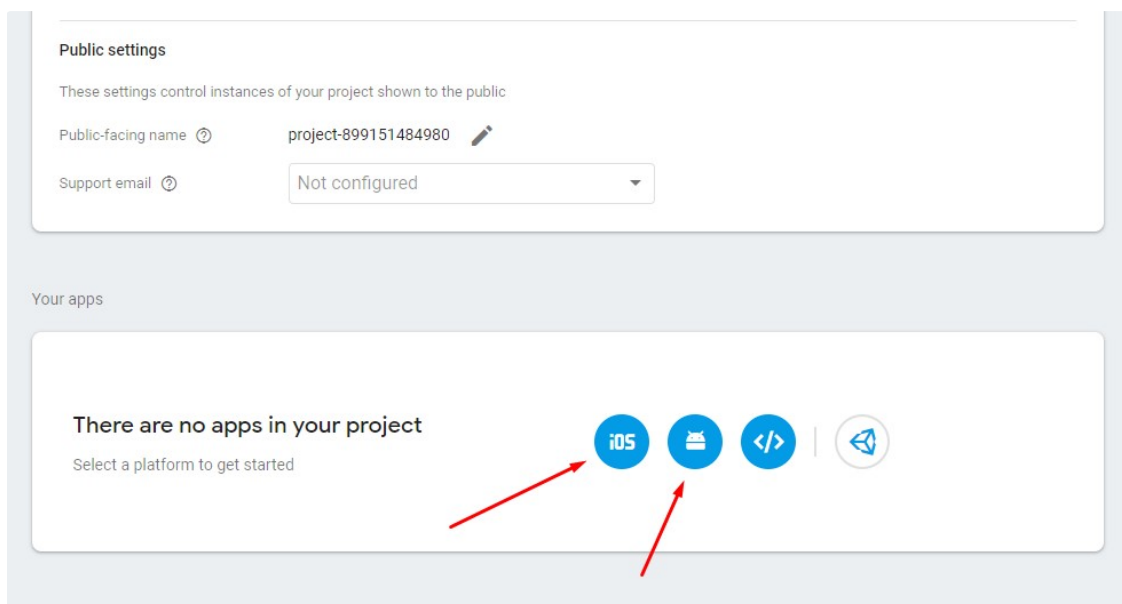 Public settings
These settings control instances of your project shown to the public
Public-facing name ? project-899151484980
Support email ? Not configured
Your apps
There are no apps in your project
Select a platform to get started
iOS </>